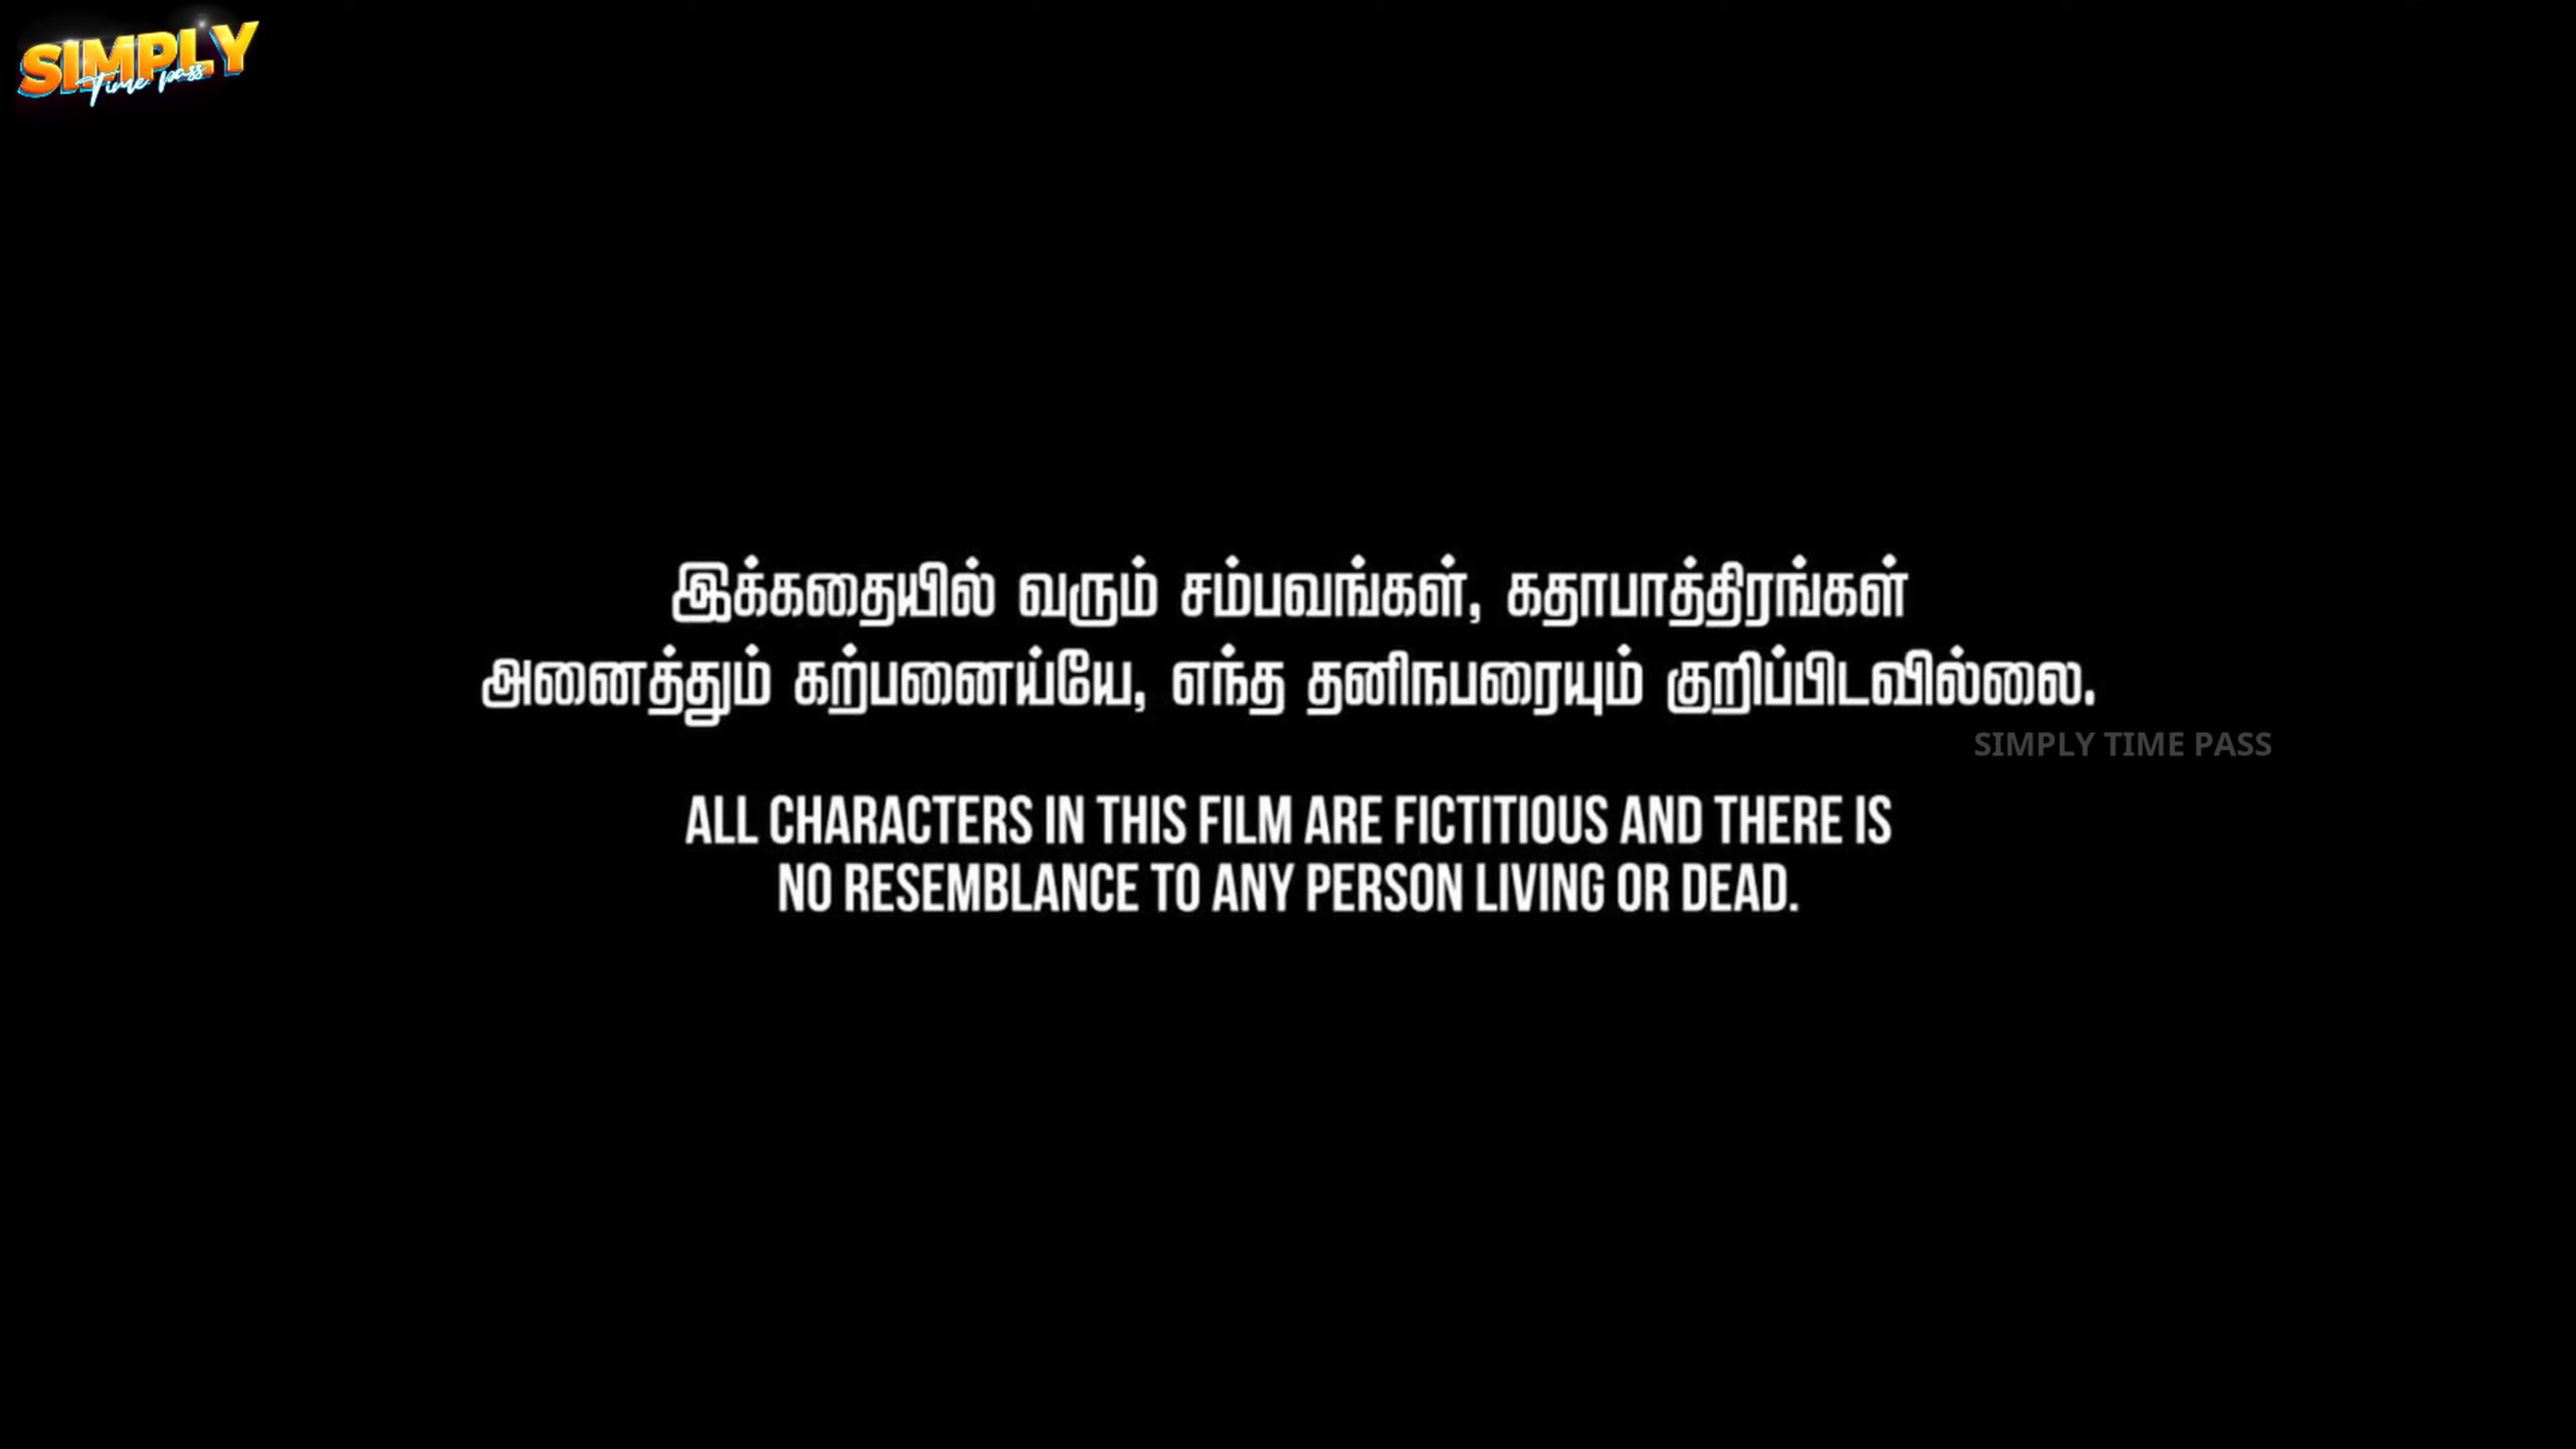 SIMPLY
Time pass
இக்கதையில் வரும் சம்பவங்கள், கதாபாத்திரங்கள்
அனைத்தும் கற்பனைய்யே, எந்த தனிநபரையும் குறிப்பிடவில்லை.
SIMPLY TIME PASS
ALL CHARACTERS IN THIS FILM ARE FICTITIOUS AND THERE IS
NO RESEMBLANCE TO ANY PERSON LIVING OR DEAD.